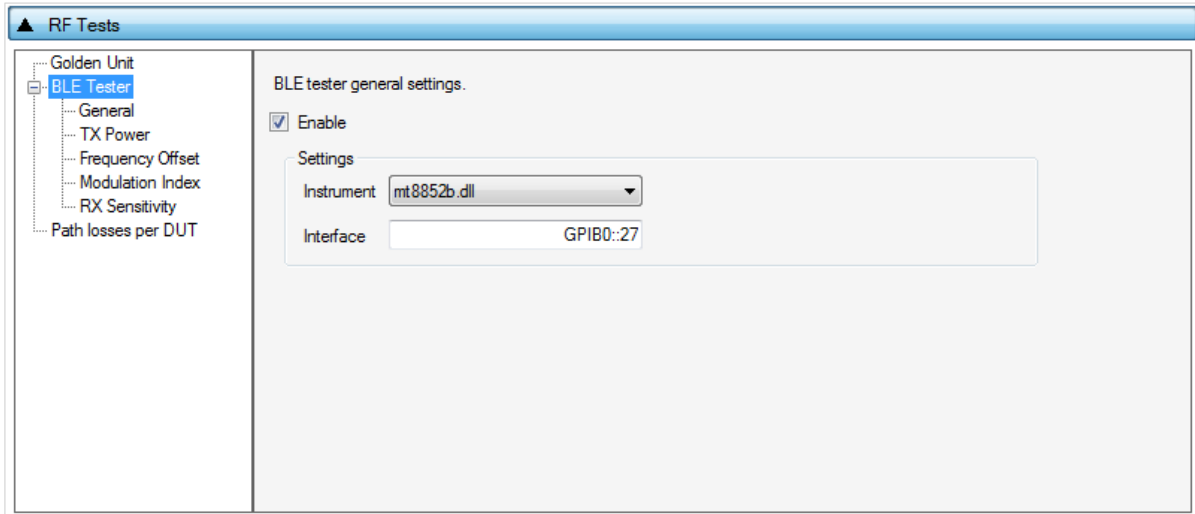 RF Tests
Golden Unit
BLE Tester
General
TX Power
Frequency Offset
Modulation Index
RX Sensitivity
Path losses per DUT
BLE tester general settings.
Enable
Settings
Instrument mt8852b.dll
Interface GPIB0::27